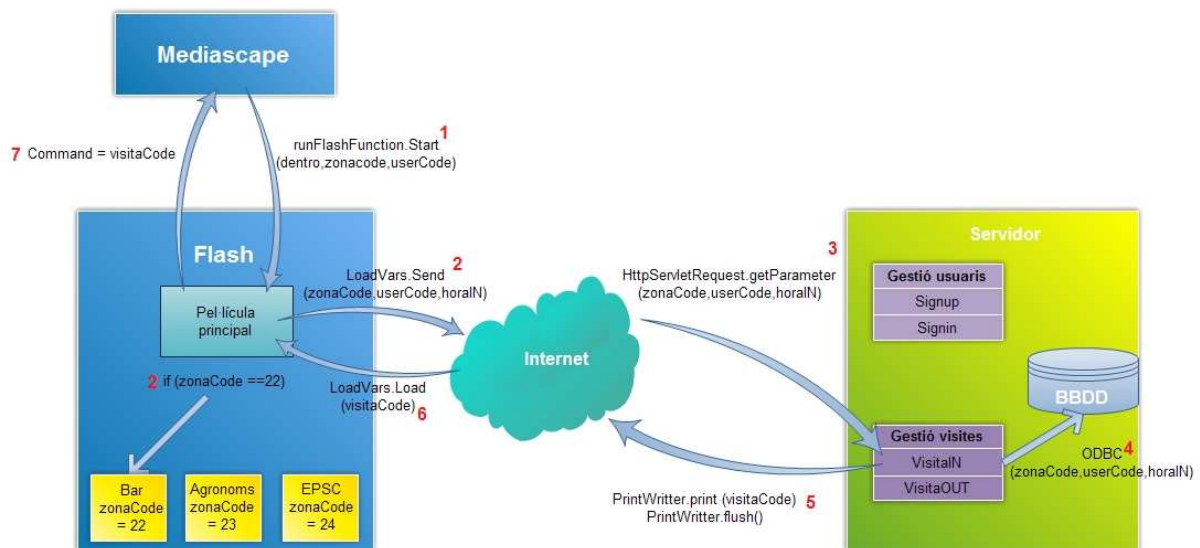 Mediascape
1
runFlashFunction.Start
(dentro,zonacode,userCode)
7 Command = visitaCode
Flash
Pel·lícula
principal
2
LoadVars.Send
(zonaCode,userCode,horaIN)
2 if (zonaCode ==22)
LoadVars.Load
(visitaCode) 6
Bar
zonaCode
= 22
Agronoms
zonaCode
= 23
EPSC
zonaCode
= 24
Internet
3
HttpServletRequest.getParameter
(zonaCode,userCode,horaIN)
Servidor
Gestió usuaris
Signup
Signin
BBDD
Gestió visites
VisitaIN
VisitaOUT
ODBC 4
(zonaCode,userCode,horaIN)
PrintWritter.print (visitaCode) 5
PrintWritter.flush()